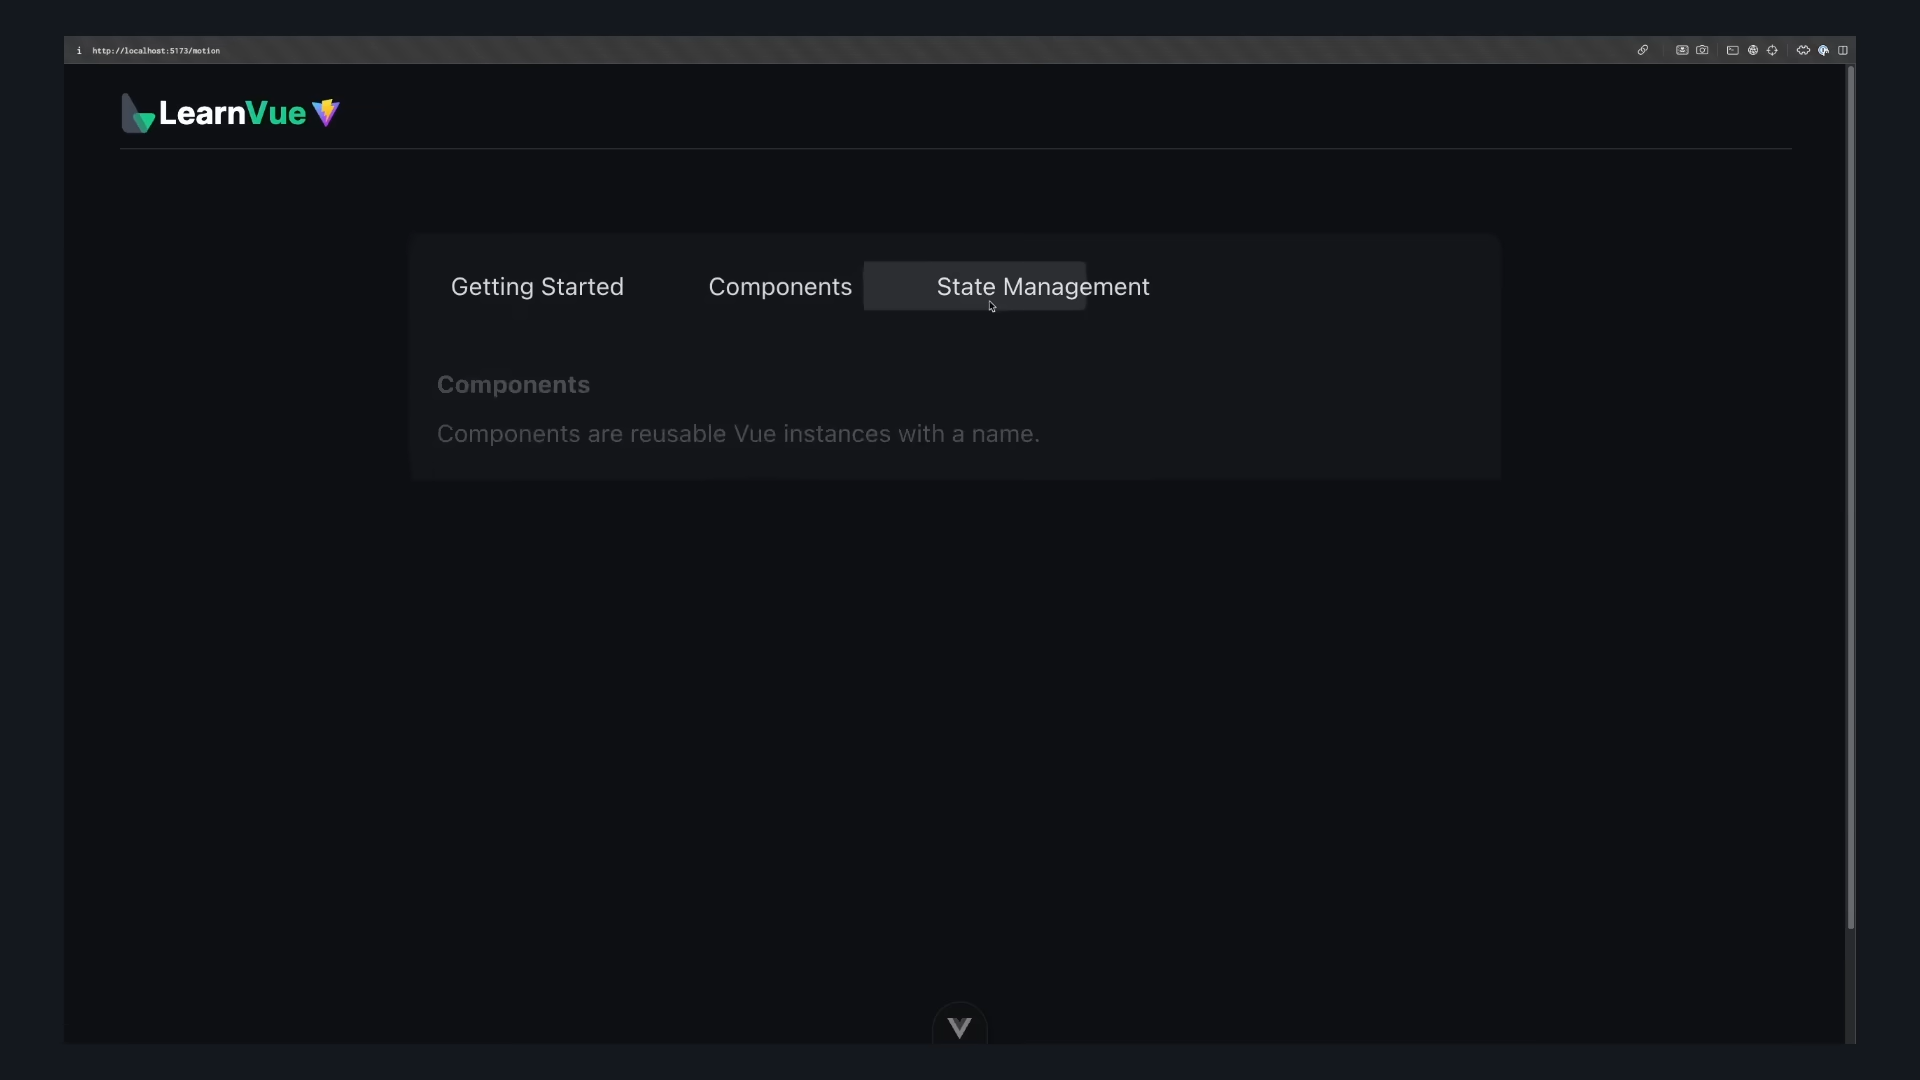 i http://localhost:5173/motion
LearnVue
Getting Started Components State Management
Components
Components are reusable Vue instances with a name.